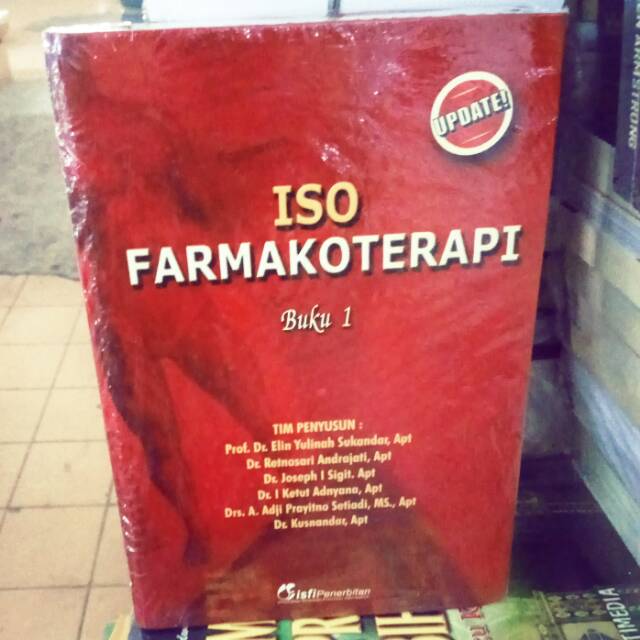 UPDATE!
ISO
FARMAKOTERAPI
Buku 1
TIM PENYUSUN :
Prof. Dr. Elin Yulinah Sukandar, Apt
Dr. Retnosari Andrajati, Apt
Dr. Joseph I Sigit. Apt
Dr. I Ketut Adnyana, Apt
Drs. A. Adji Prayitno Setiadi, MS., Apt
Dr. Kusnandar, Apt
isfi Penerbitan